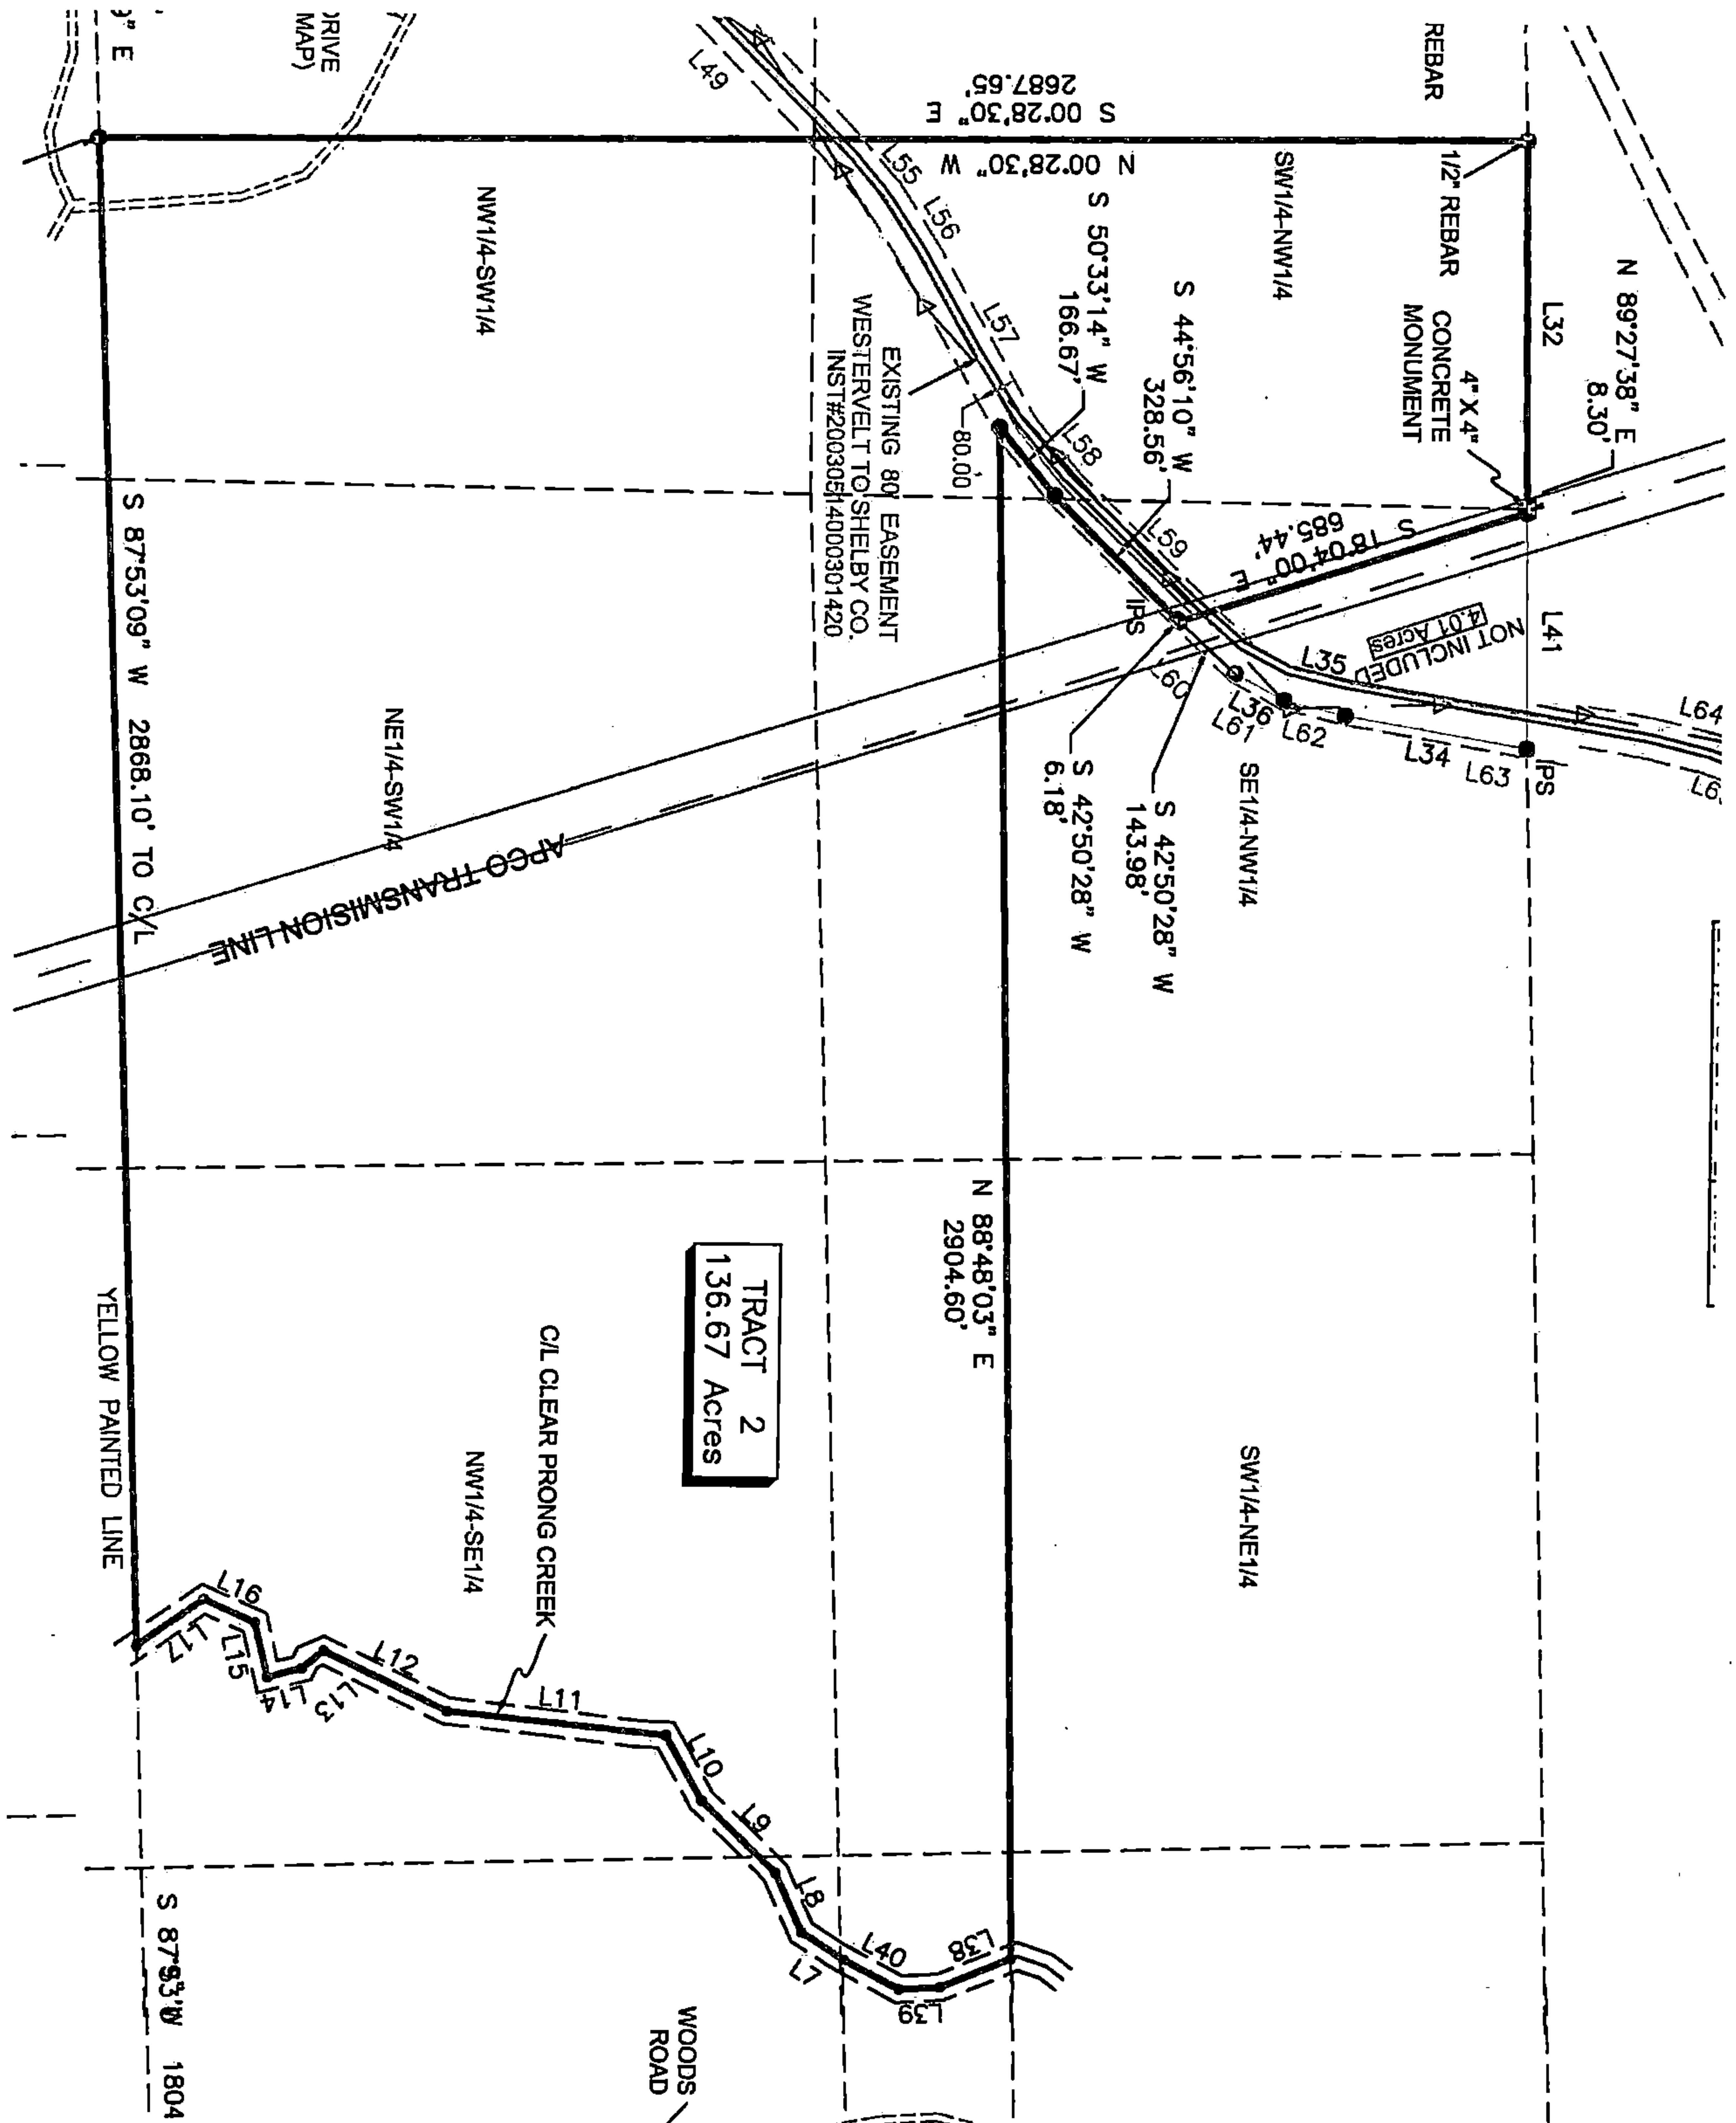 REBAR
1/2" REBAR
N 89°27'38" E
8.30'
L32
4" X 4"
CONCRETE
MONUMENT
L41
NOT INCLUDED
4.01 Acres
S 18°04'00" E
685.44'
SW1/4-NW1/4
S 00°28'30" E
2687.65'
N 00°28'30" W
S 44°56'10" W
328.56'
S 50°33'14" W
166.67'
L35
L64
L63
IPS
L34
L62
L36
L61
L60
IPS
L59
L58
L57
L56
L55
L49
80.00
S 42°50'28" W
143.98'
S 42°50'28" W
6.18'
SE1/4-NW1/4
SW1/4-NE1/4
EXISTING 80' EASEMENT
WESTERVELT TO SHELBY CO.
INST#20030514000301420
N 88°48'03" E
2904.60'
TRACT 2
136.67 Acres
NW1/4-SW1/4
NE1/4-SW1/4
APCO TRANSMISION LINE
C/L CLEAR PRONG CREEK
NW1/4-SE1/4
L38
L39
L40
L7
L8
L9
L10
L11
L12
L13
L14
L15
L16
L17
WOODS
ROAD
DRIVE
MAP)
9" E
S 87°53'09" W 2868.10' TO C/L
YELLOW PAINTED LINE
1804